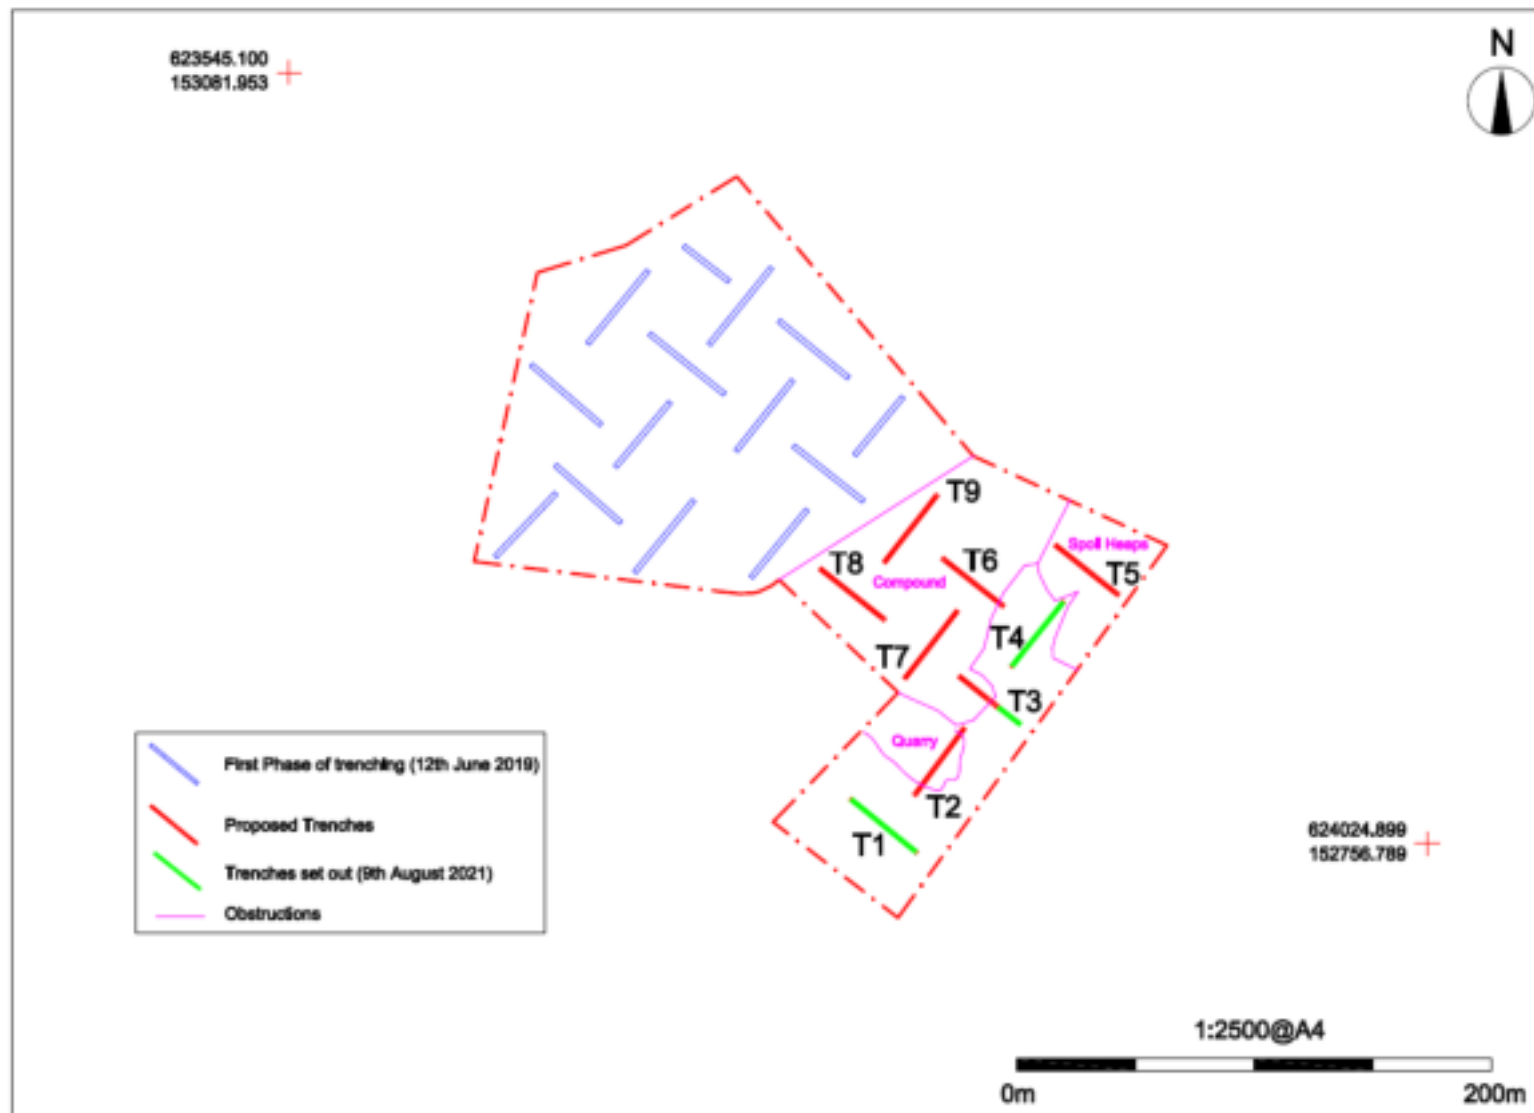 623545.100
153081.953
N
T9
Spoil Heaps
T8
T6
T5
Compound
T4
T7
T3
Quarry
T2
T1
First Phase of trenching (12th June 2019)
Proposed Trenches
Trenches set out (9th August 2021)
Obstructions
624024.899
152756.789
1:2500@A4
0m
200m